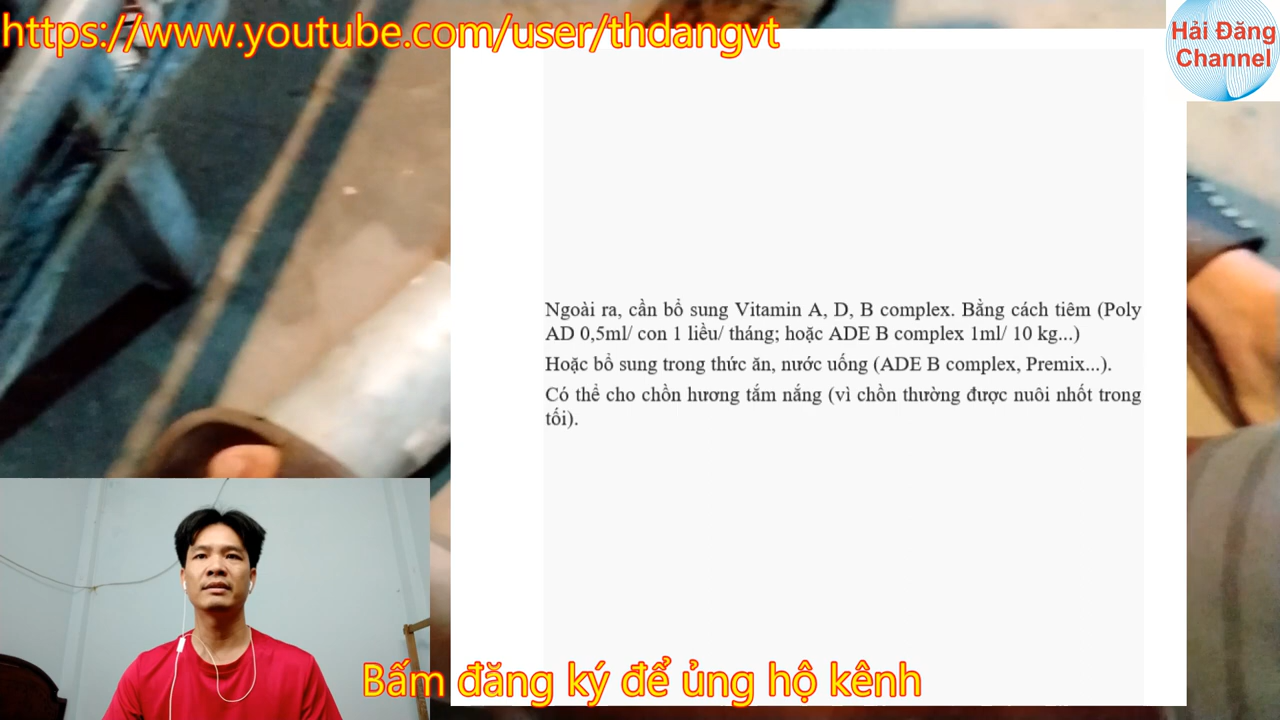 https://www.youtube.com/user/thdangvt
Hải Đăng
Channel
Ngoài ra, cần bổ sung Vitamin A, D, B complex. Bằng cách tiêm (Poly
AD 0,5ml/ con 1 liều/ tháng; hoặc ADE B complex 1ml/ 10 kg...)
Hoặc bổ sung trong thức ăn, nước uống (ADE B complex, Premix...).
Có thể cho chồn hương tắm nắng (vì chồn thường được nuôi nhốt trong
tối).
Bấm đăng ký để ủng hộ kênh